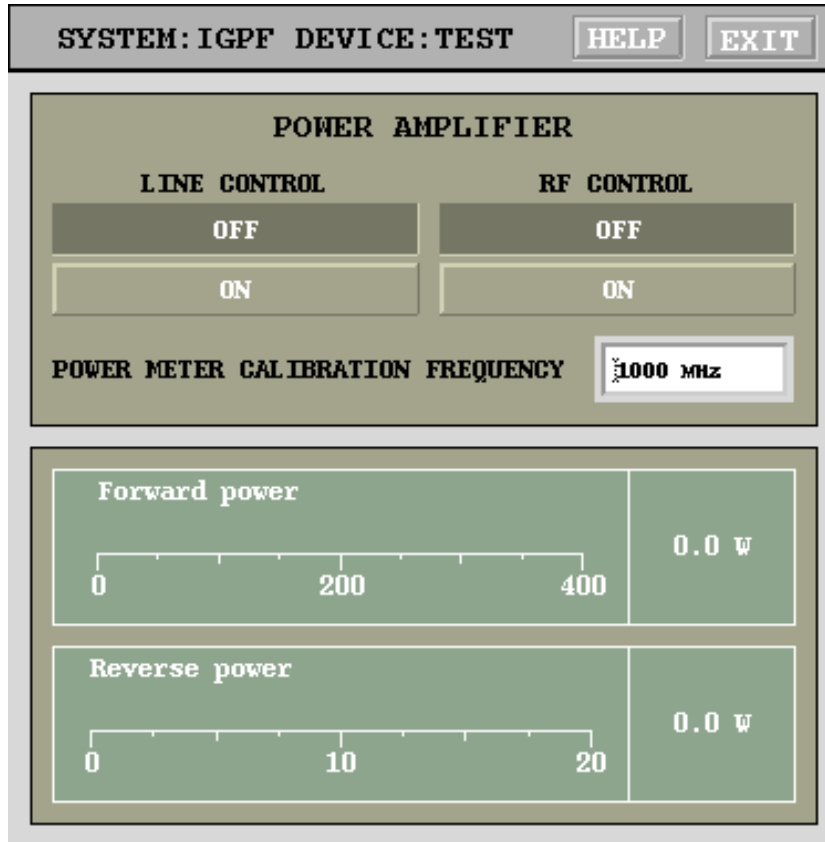 SYSTEM:IGPF DEVICE:TEST HELP EXIT
POWER AMPLIFIER
LINE CONTROL RF CONTROL
OFF OFF
ON ON
POWER METER CALIBRATION FREQUENCY 1000 MHz
Forward power
0.0 W
0 200 400
Reverse power
0.0 W
0 10 20